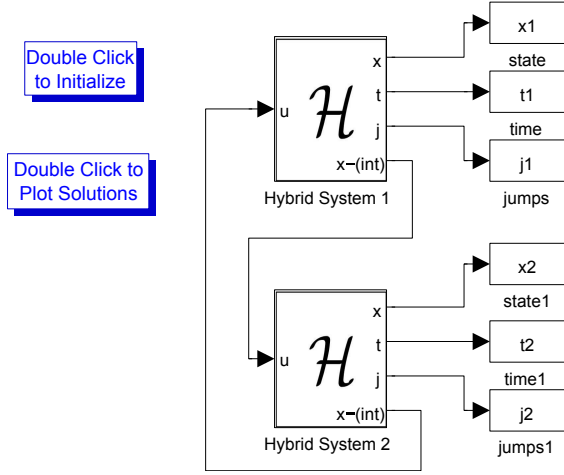 Double Click
to Initialize
Double Click to
Plot Solutions
u
ℋ
x
t
j
x-(int)
Hybrid System 1
x1
state
t1
time
j1
jumps
u
ℋ
x
t
j
x-(int)
Hybrid System 2
x2
state1
t2
time1
j2
jumps1